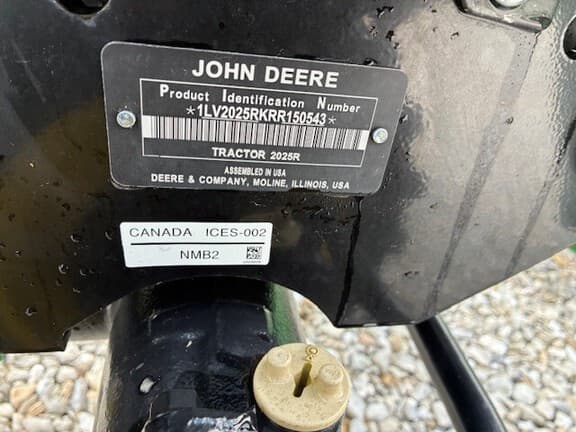 JOHN DEERE
Product Identification Number
*1LV2025RKRR150543*
TRACTOR 2025R
ASSEMBLED IN USA
DEERE & COMPANY, MOLINE, ILLINOIS, USA
CANADA ICES-002
NMB2